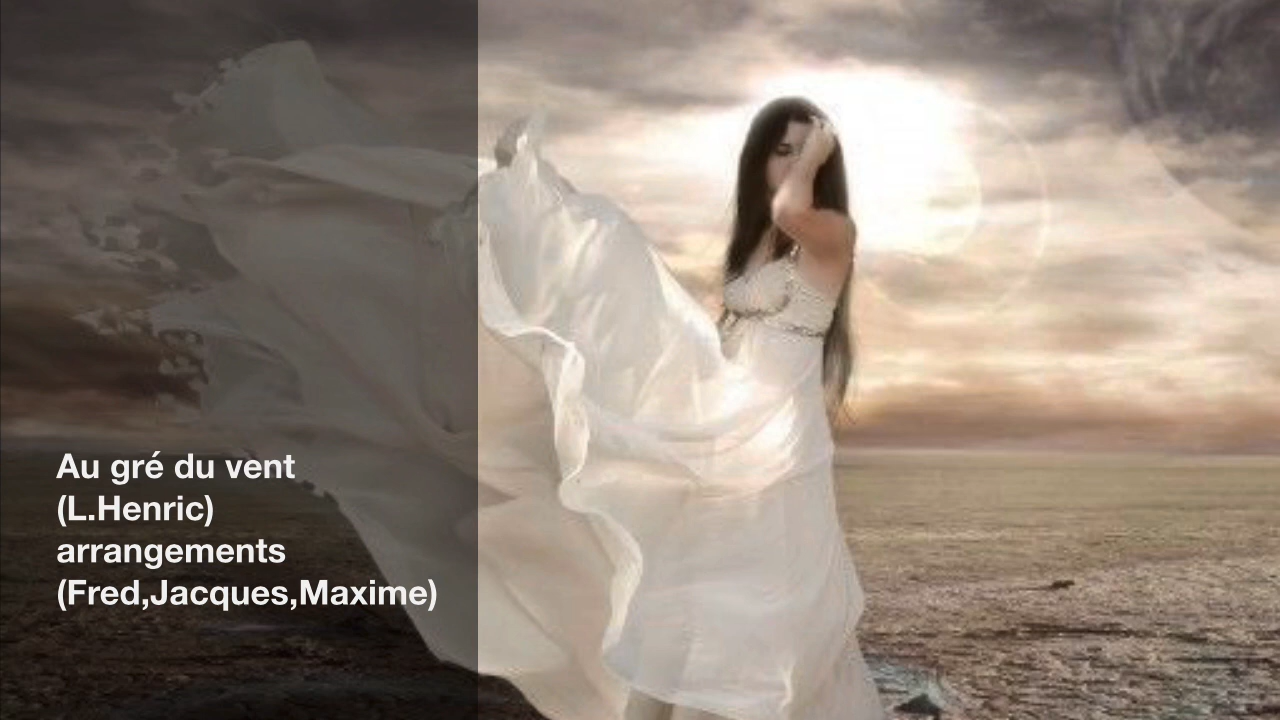 Au gré du vent
(L.Henric)
arrangements
(Fred,Jacques,Maxime)